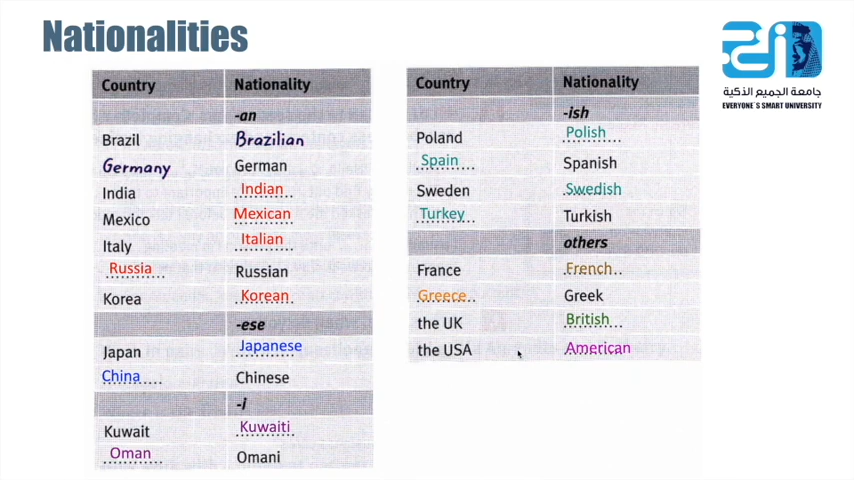 Nationalities
جامعة الجميع الذكية
EVERYONE'S SMART UNIVERSITY
Country Nationality
-an
Brazil Brazilian
Germany German
India Indian
Mexico Mexican
Italy Italian
Russia Russian
Korea Korean
-ese
Japan Japanese
China Chinese
-i
Kuwait Kuwaiti
Oman Omani
Country Nationality
-ish
Poland Polish
Spain Spanish
Sweden Swedish
Turkey Turkish
others
France French
Greece Greek
the UK British
the USA American